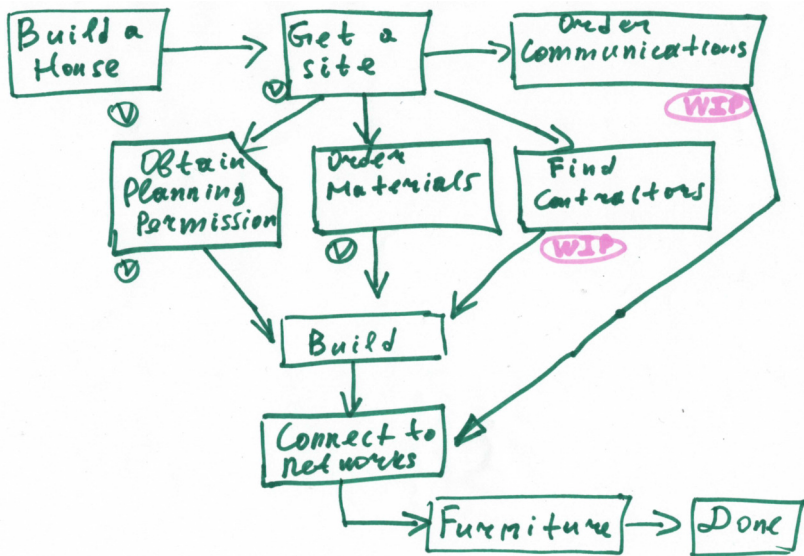 Build a
House
Get a
site
Order
Communications
V
V
WIP
Obtain
Planning
Permission
Order
Materials
Find
Contractors
V
V
WIP
Build
Connect to
networks
Furniture
Done